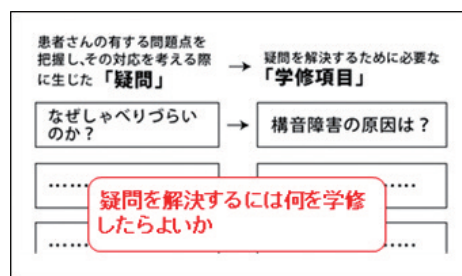 患者さんの有する問題点を
把握し、その対応を考える際
に生じた「疑問」
→
疑問を解決するために必要な
「学修項目」
なぜしゃべりづらい
のか？
→
構音障害の原因は？
……
……
疑問を解決するには何を学修
したらよいか
……
……